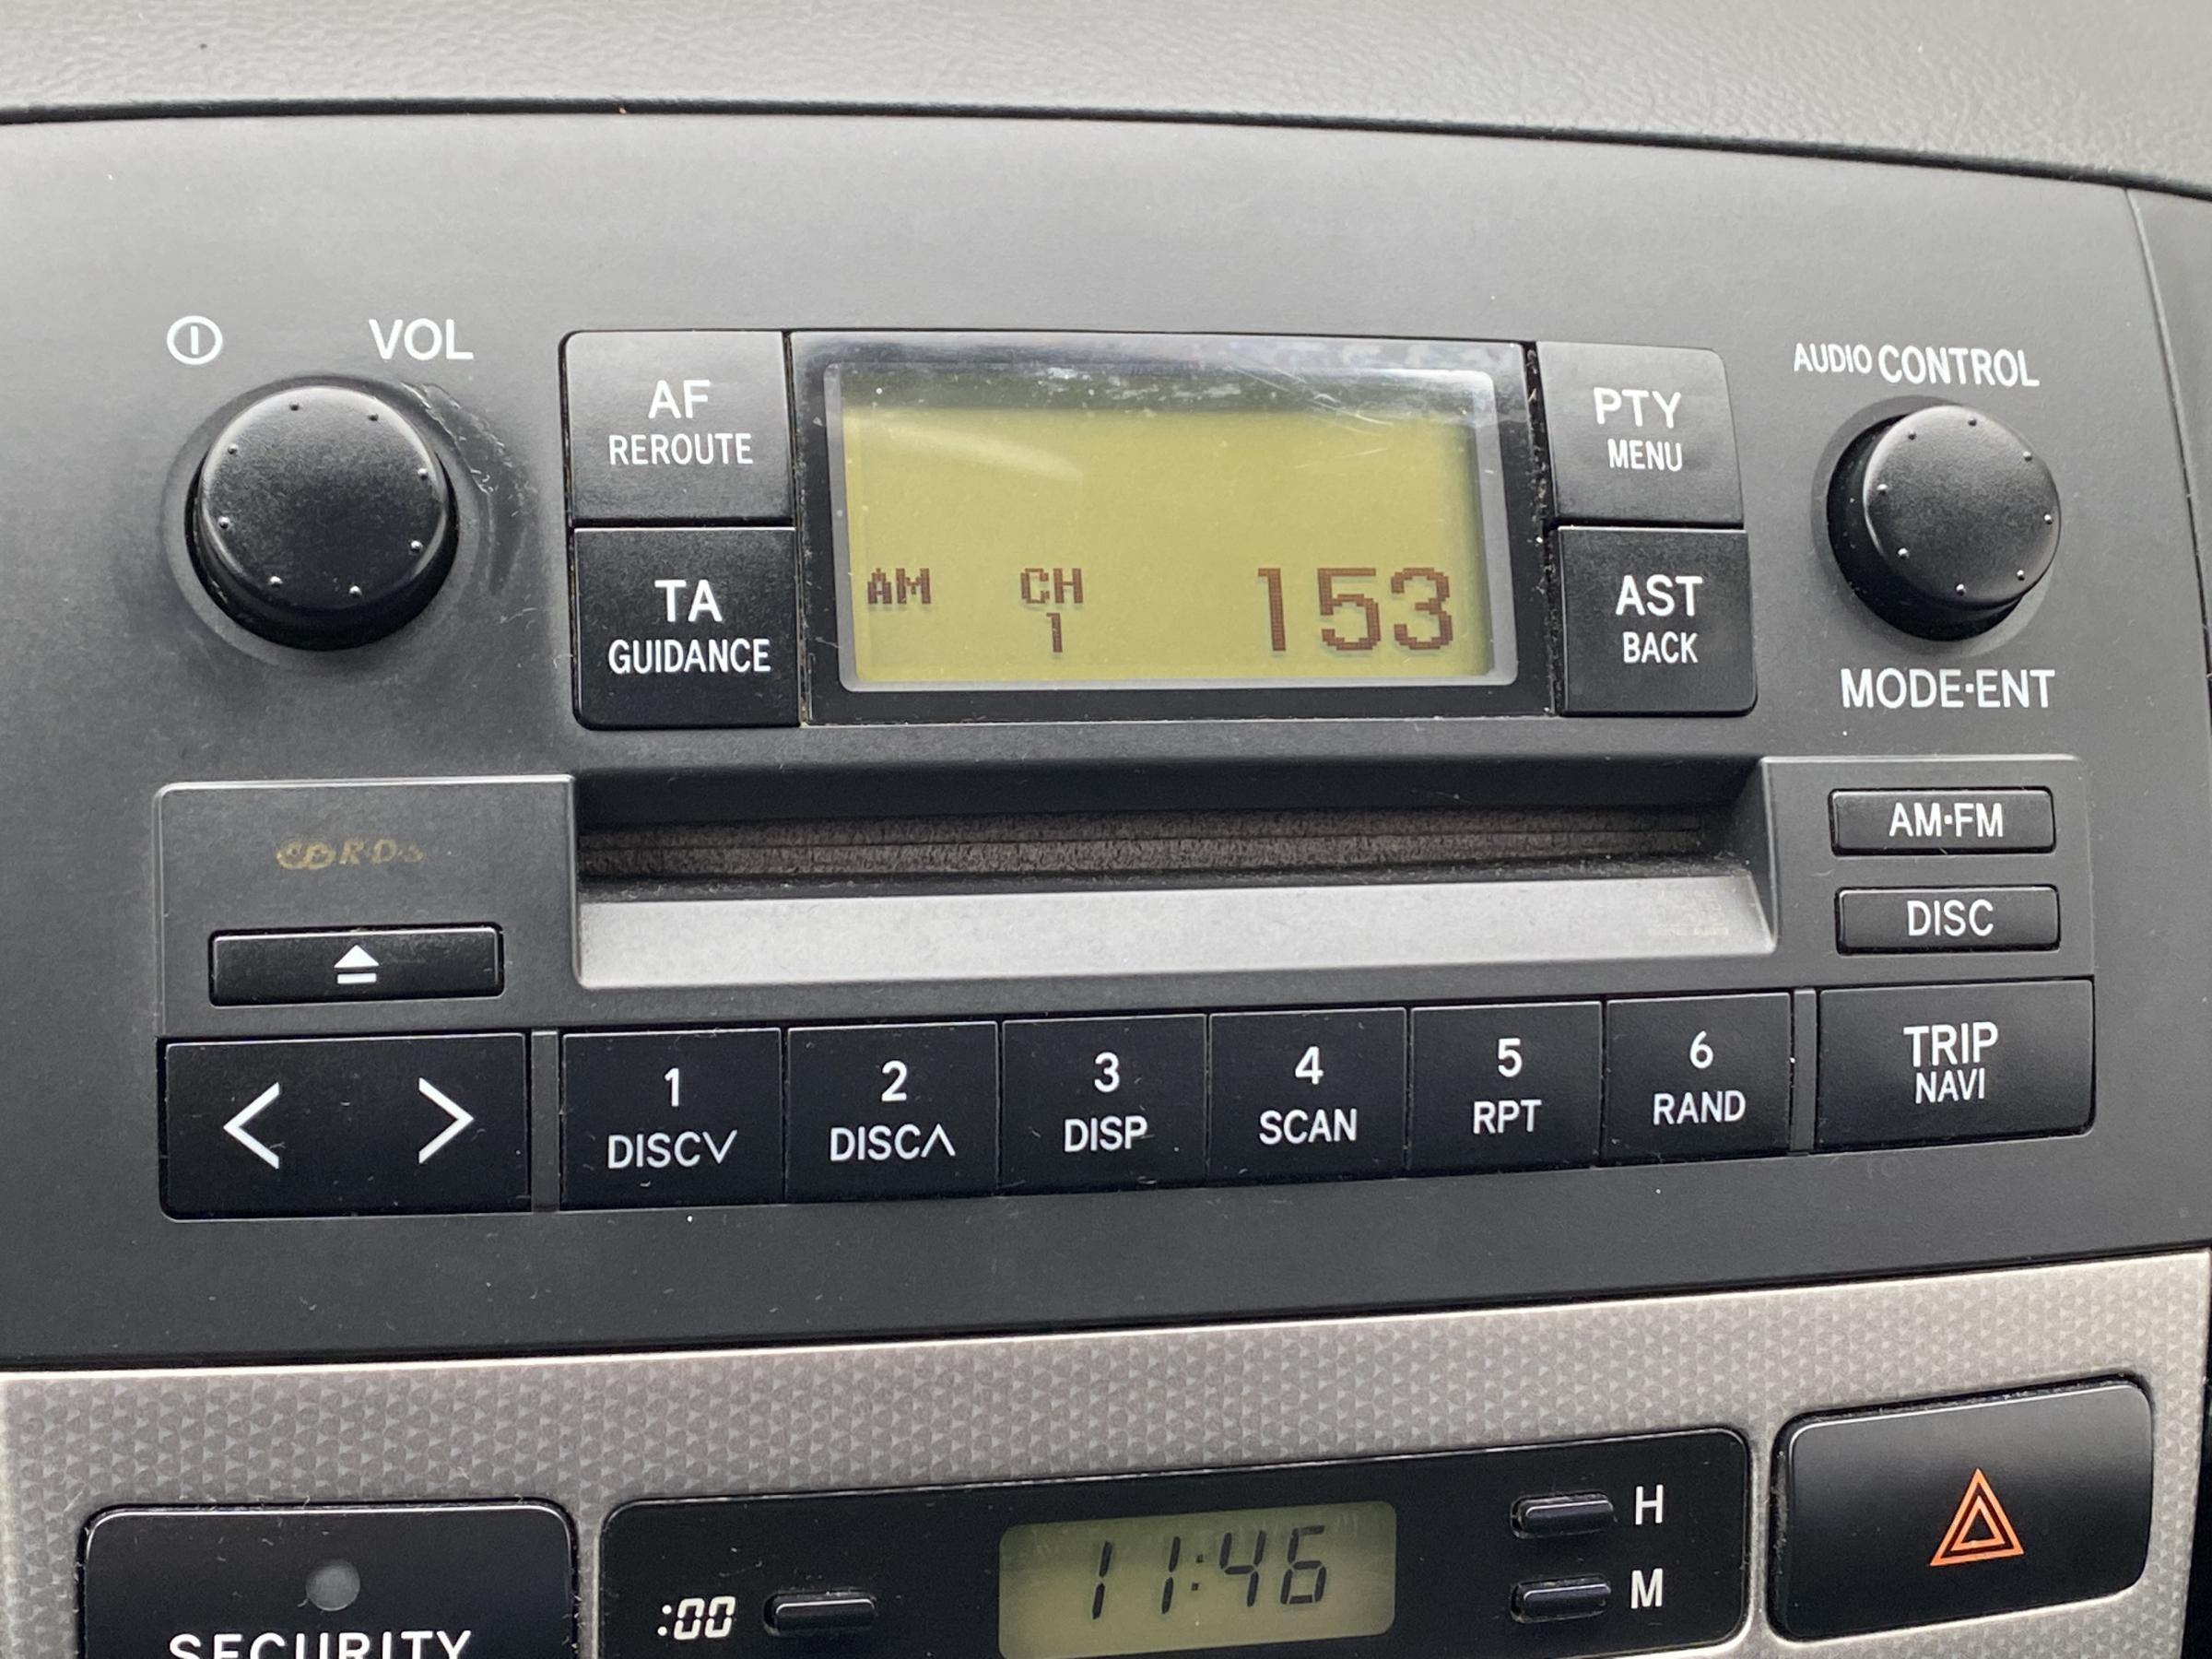 VOL
AF
REROUTE
TA
GUIDANCE
AM CH 153
1
PTY
MENU
AST
BACK
AUDIO CONTROL
MODE·ENT
R·D·S
AM·FM
DISC
1
DISC∨
2
DISC∧
3
DISP
4
SCAN
5
RPT
6
RAND
TRIP
NAVI
SECURITY
:00
11:46
H
M